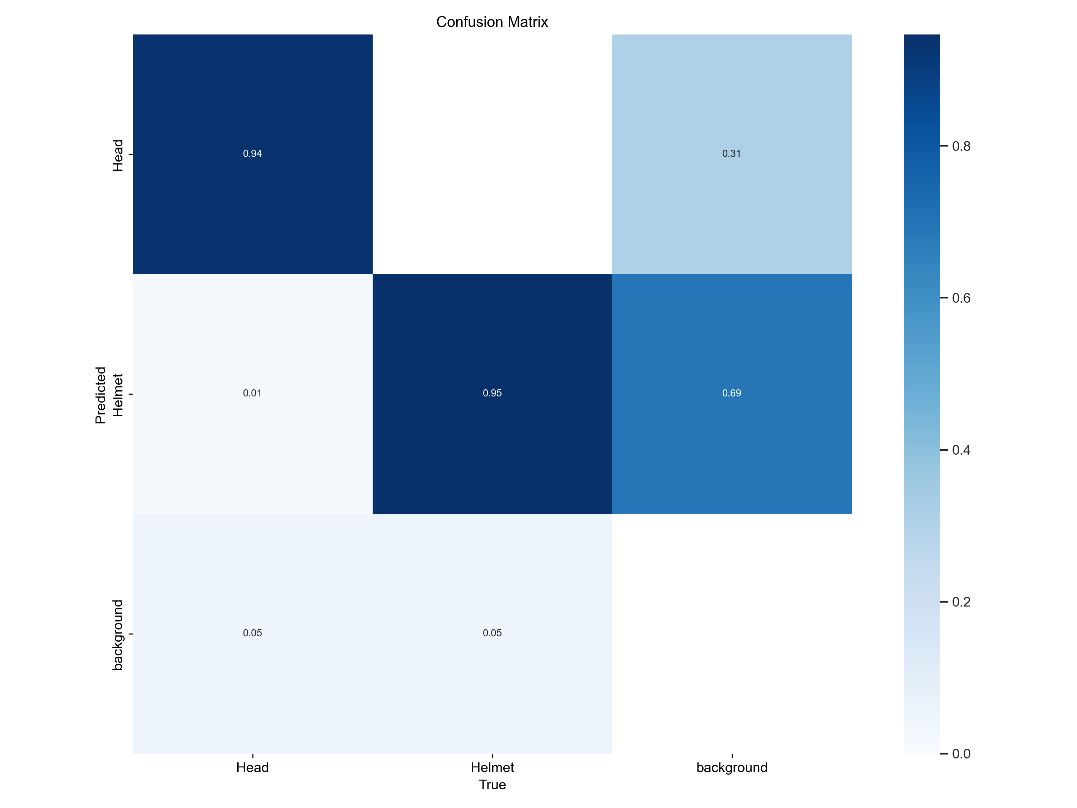 Confusion Matrix
Head
0.94
0.31
0.8
0.6
Predicted
Helmet
0.01
0.95
0.69
0.4
0.2
background
0.05
0.05
0.0
Head
Helmet
background
True